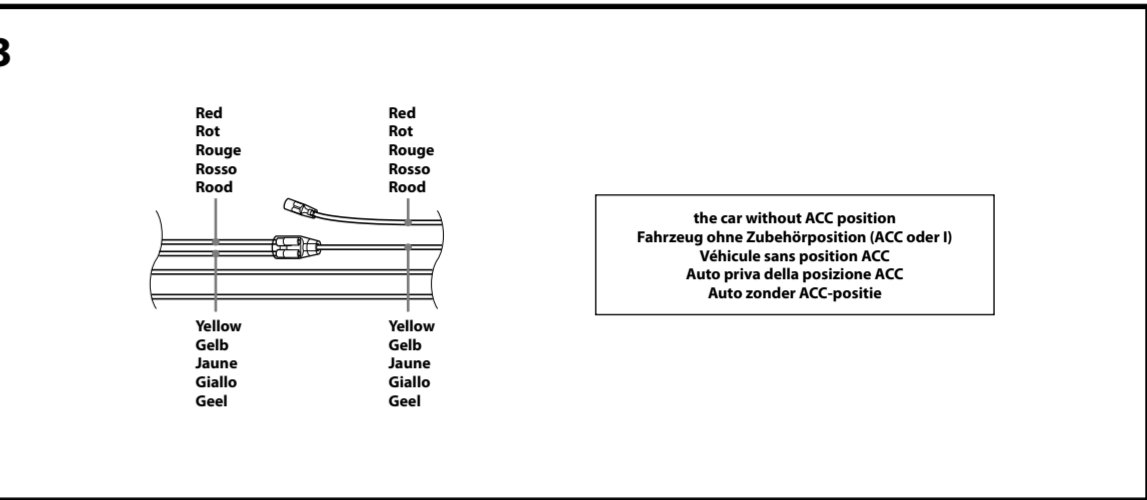 3
Red
Rot
Rouge
Rosso
Rood
Red
Rot
Rouge
Rosso
Rood
Yellow
Gelb
Jaune
Giallo
Geel
Yellow
Gelb
Jaune
Giallo
Geel
the car without ACC position
Fahrzeug ohne Zubehörposition (ACC oder I)
Véhicule sans position ACC
Auto priva della posizione ACC
Auto zonder ACC-positie